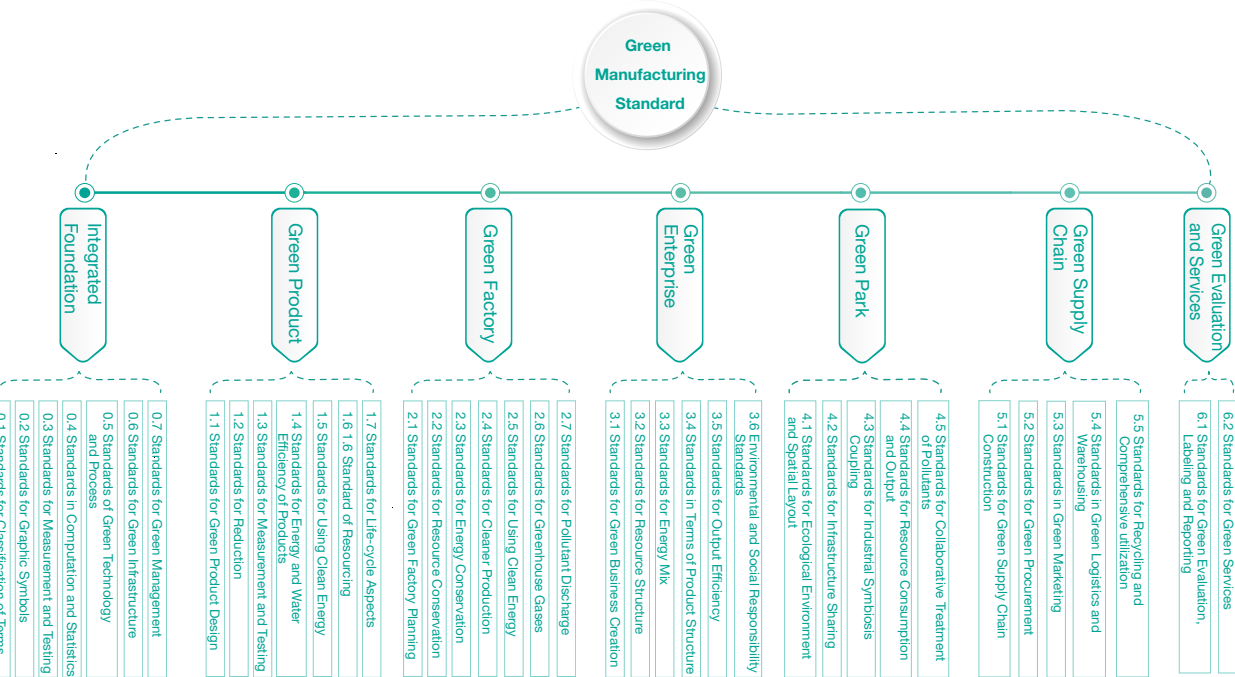 Green
Manufacturing
Standard
Integrated
Foundation
Green Product
Green Factory
Green
Enterprise
Green Park
Green Supply
Chain
Green Evaluation
and Services
0.1 Standards for Classification of Terms
0.2 Standards for Graphic Symbols
0.3 Standards for Measurement and Testing
0.4 Standards in Computation and Statistics
0.5 Standards of Green Technology
and Process
0.6 Standards for Green Infrastructure
0.7 Standards for Green Management
1.1 Standards for Green Product Design
1.2 Standards for Reduction
1.3 Standards for Measurement and Testing
1.4 Standards for Energy and Water
Efficiency of Products
1.5 Standards for Using Clean Energy
1.6 1.6 Standard of Resourcing
1.7 Standards for Life-cycle Aspects
2.1 Standards for Green Factory Planning
2.2 Standards for Resource Conservation
2.3 Standards for Energy Conservation
2.4 Standards for Cleaner Production
2.5 Standards for Using Clean Energy
2.6 Standards for Greenhouse Gases
2.7 Standards for Pollutant Discharge
3.1 Standards for Green Business Creation
3.2 Standards for Resource Structure
3.3 Standards for Energy Mix
3.4 Standards in Terms of Product Structure
3.5 Standards for Output Efficiency
3.6 Environmental and Social Responsibility
Standards
4.1 Standards for Ecological Environment
and Spatial Layout
4.2 Standards for Infrastructure Sharing
4.3 Standards for Industrial Symbiosis
Coupling
4.4 Standards for Resource Consumption
and Output
4.5 Standards for Collaborative Treatment
of Pollutants
5.1 Standards for Green Supply Chain
Construction
5.2 Standards for Green Procurement
5.3 Standards in Green Marketing
5.4 Standards in Green Logistics and
Warehousing
5.5 Standards for Recycling and
Comprehensive utilization
6.1 Standards for Green Evaluation,
Labeling and Reporting
6.2 Standards for Green Services